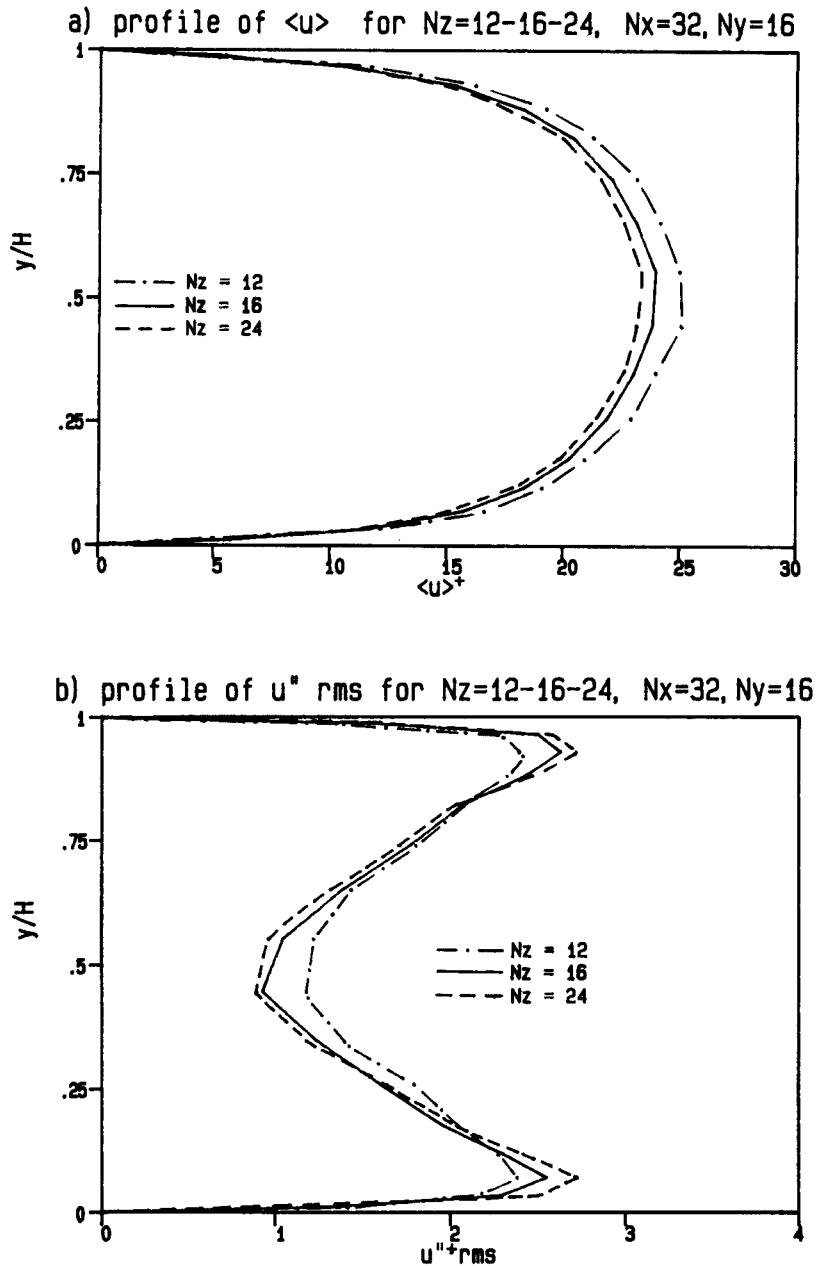 a) profile of <u> for Nz=12-16-24, Nx=32, Ny=16
1
.75
y/H
.5
.25
0
Nz = 12
Nz = 16
Nz = 24
0 5 10 15 20 25 30
<u>+
b) profile of u" rms for Nz=12-16-24, Nx=32, Ny=16
1
.75
y/H
.5
.25
0
Nz = 12
Nz = 16
Nz = 24
0 1 2 3 4
u"+rms